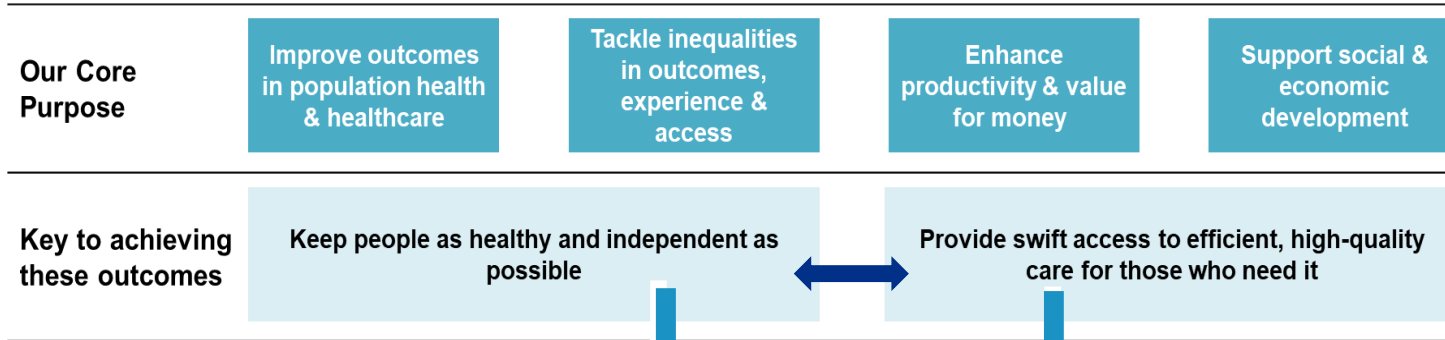 Our Core
Purpose
Improve outcomes
in population health
& healthcare
Tackle inequalities
in outcomes,
experience &
access
Enhance
productivity & value
for money
Support social &
economic
development
Key to achieving
these outcomes
Keep people as healthy and independent as
possible
Provide swift access to efficient, high-quality
care for those who need it